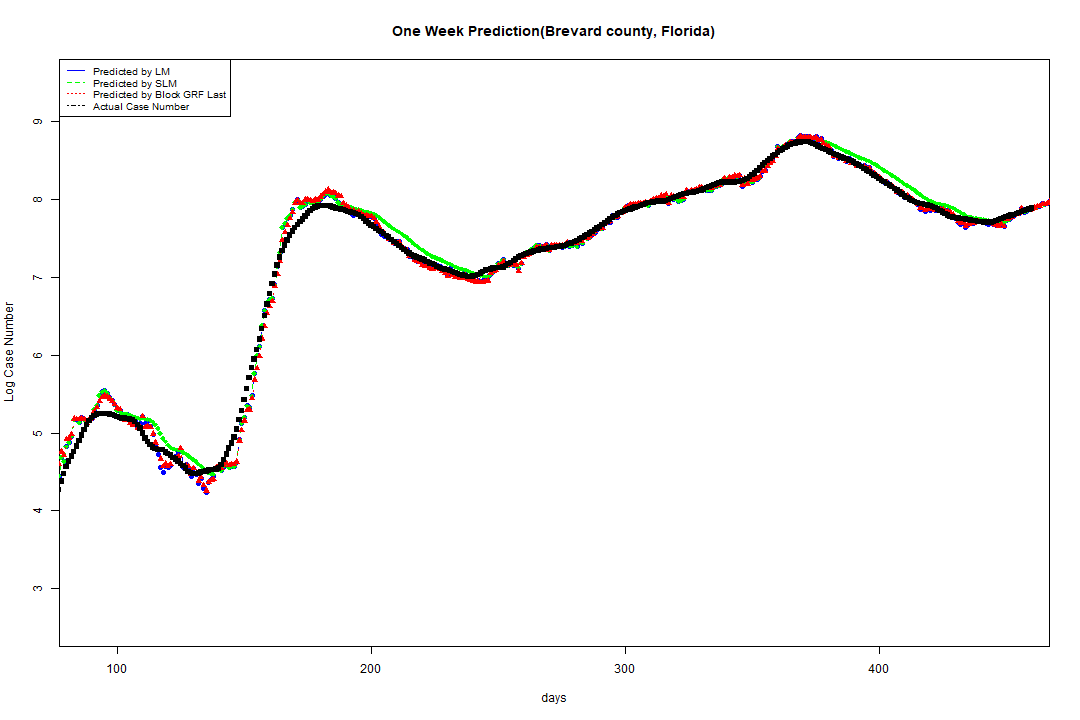 One Week Prediction(Brevard county, Florida)
Predicted by LM
Predicted by SLM
Predicted by Block GRF Last
Actual Case Number
9
8
7
6
5
4
3
Log Case Number
100 200 300 400
days